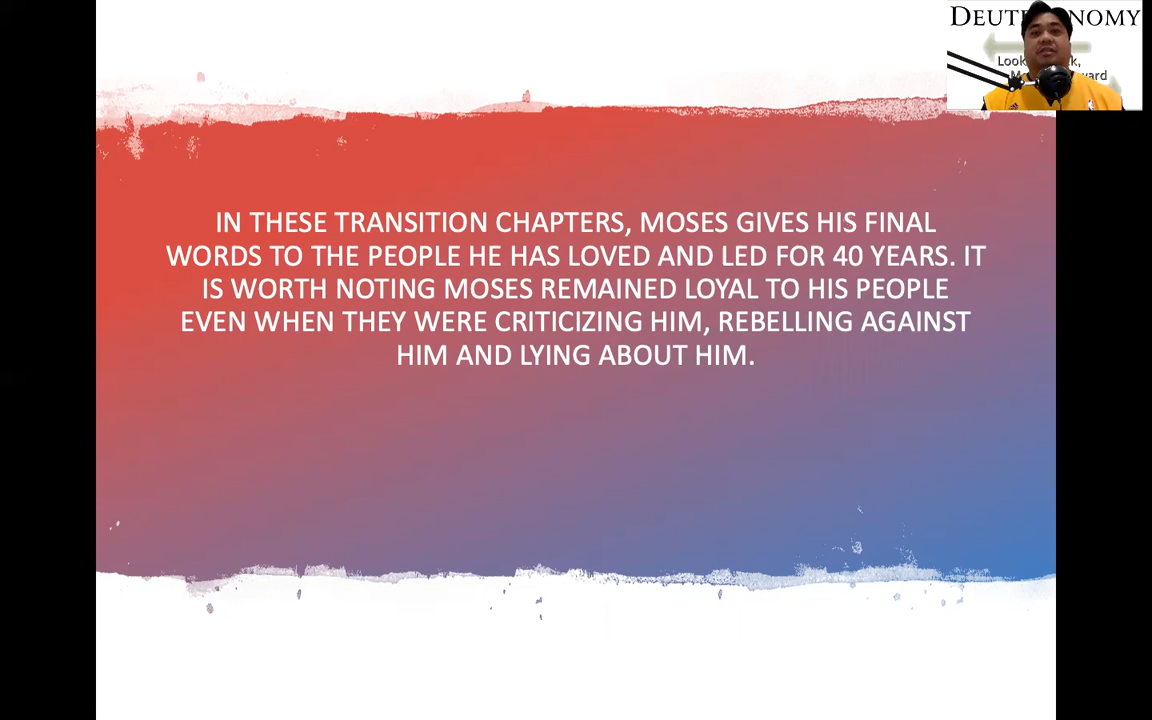 DEUT NOMY
Look k,
M ard
IN THESE TRANSITION CHAPTERS, MOSES GIVES HIS FINAL
WORDS TO THE PEOPLE HE HAS LOVED AND LED FOR 40 YEARS. IT
IS WORTH NOTING MOSES REMAINED LOYAL TO HIS PEOPLE
EVEN WHEN THEY WERE CRITICIZING HIM, REBELLING AGAINST
HIM AND LYING ABOUT HIM.